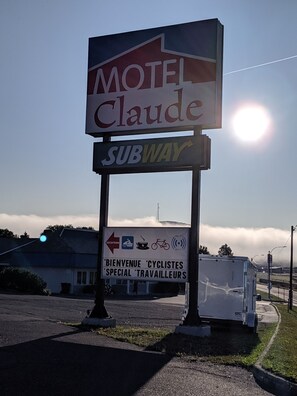 MOTEL
Claude
SUBWAY
BIENVENUE CYCLISTES
SPECIAL TRAVAILLEURS